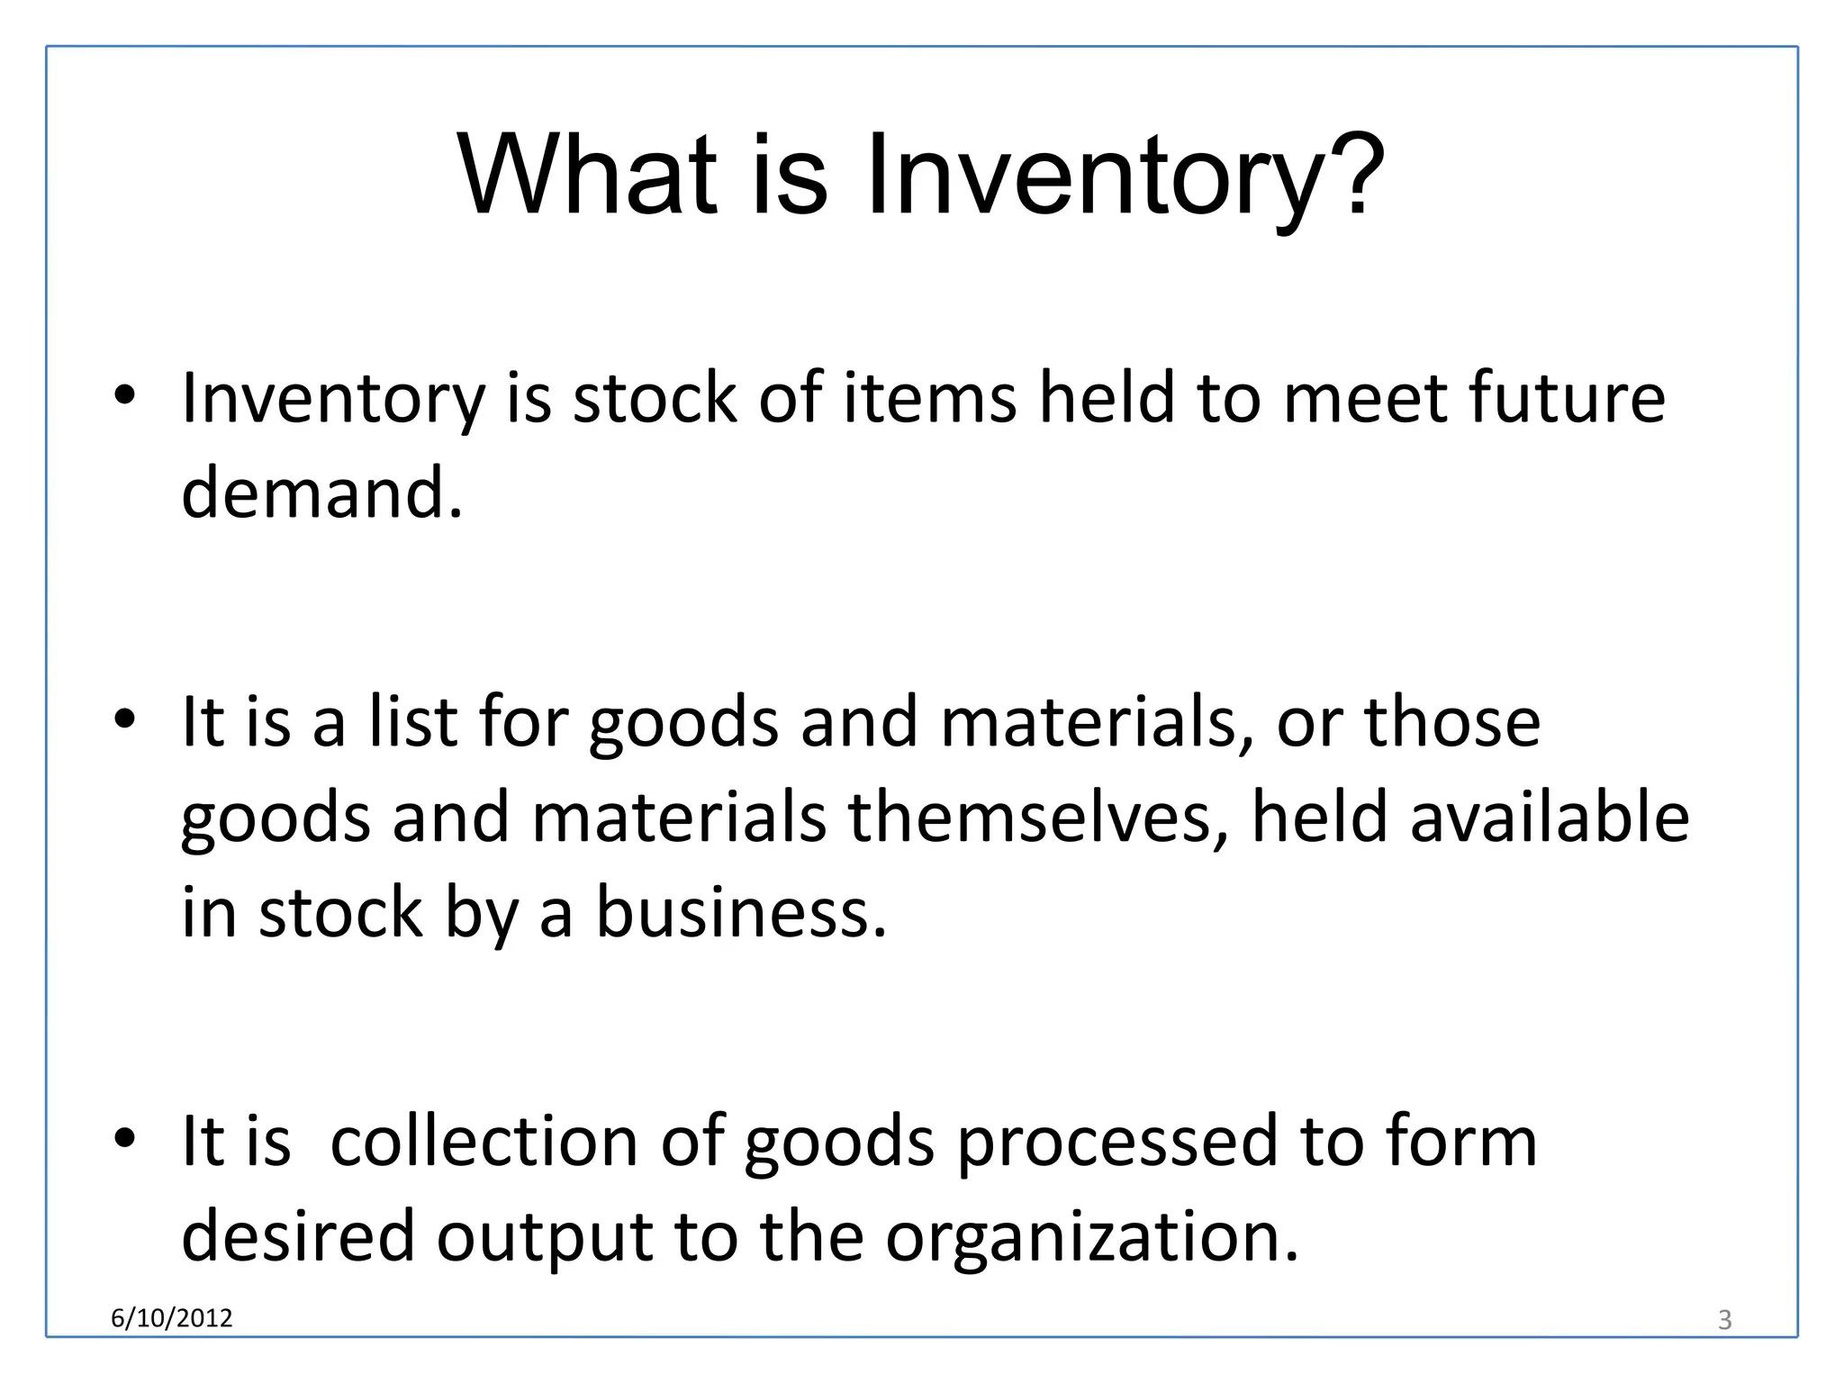 What is Inventory?
• Inventory is stock of items held to meet future
demand.
• It is a list for goods and materials, or those
goods and materials themselves, held available
in stock by a business.
• It is  collection of goods processed to form
desired output to the organization.
6/10/2012
3